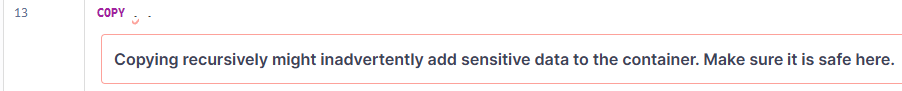 13 COPY . .
Copying recursively might inadvertently add sensitive data to the container. Make sure it is safe here.